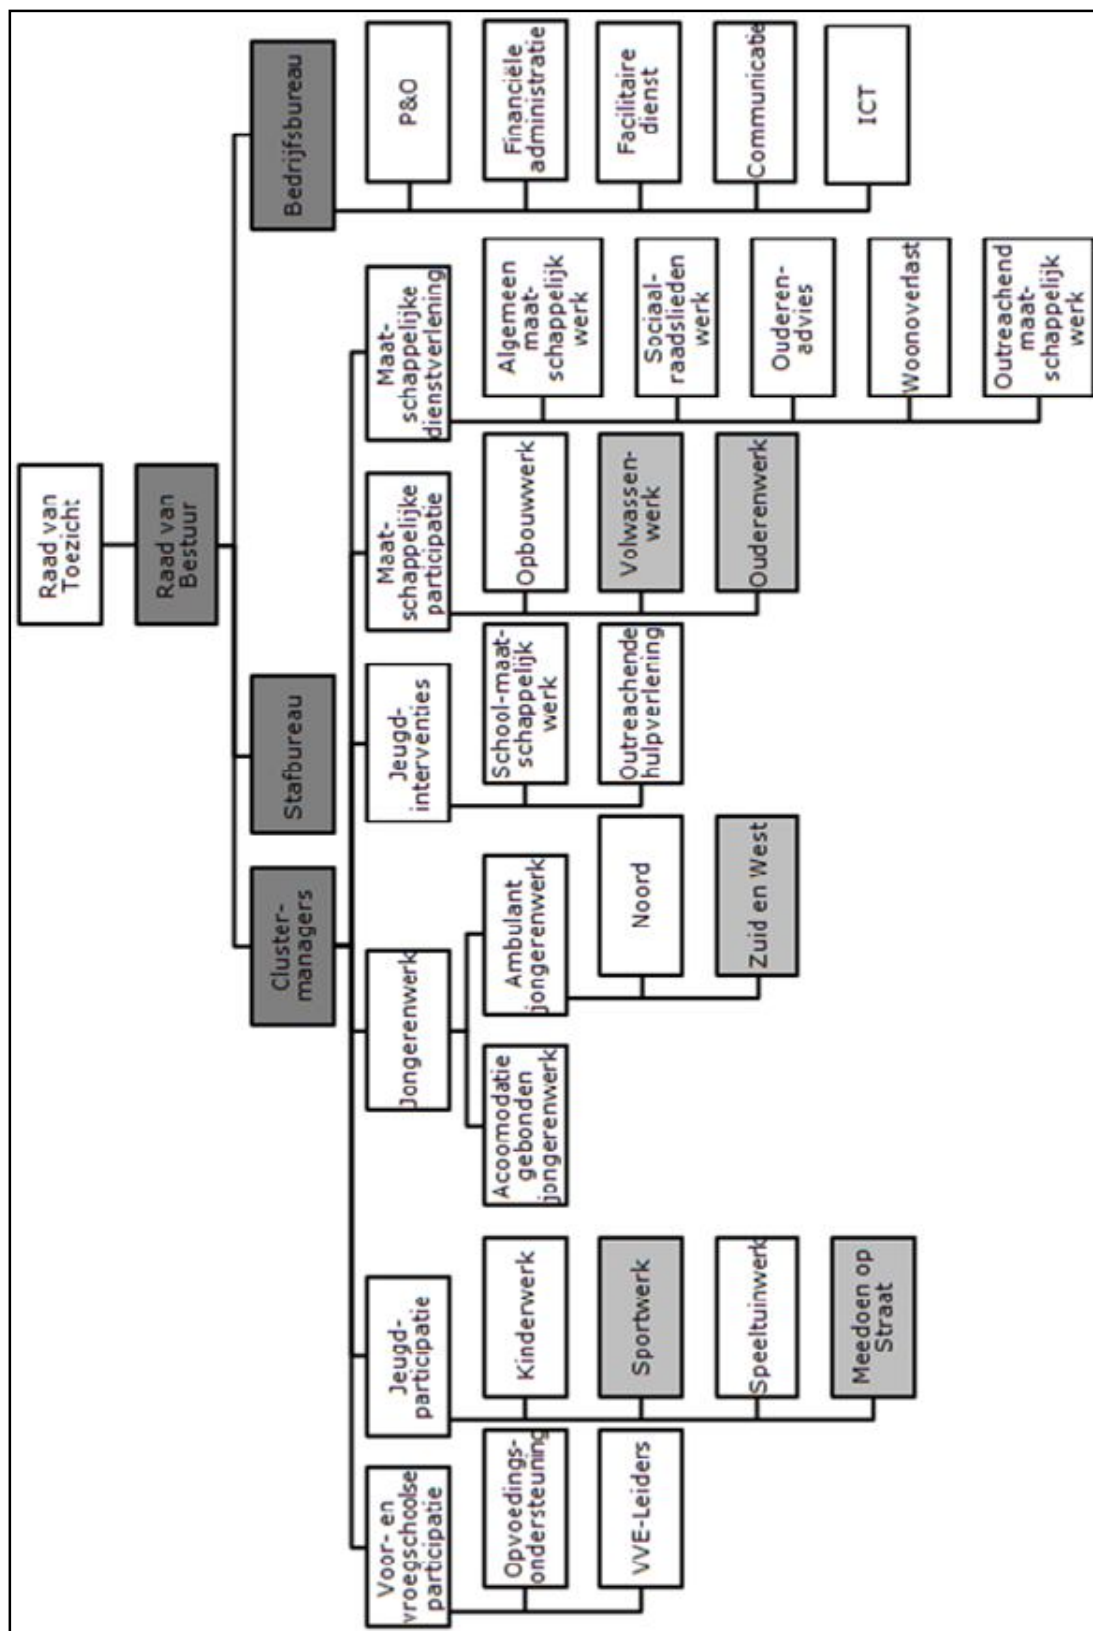 Raad van
Toezicht
Raad van
Bestuur
Cluster-
managers
Stafbureau
Bedrijfsbureau
Voor- en
vroegschoolse
participatie
Opvoedings-
ondersteuning
VVE-Leiders
Jeugd-
participatie
Kinderwerk
Sportwerk
Speeltuinwerk
Meedoen op
Straat
Jongerenwerk
Acoomodatie
gebonden
jongerenwerk
Ambulant
jongerenwerk
Noord
Zuid en West
Jeugd-
interventies
School-maat-
schappelijk
werk
Outreachende
hulpverlening
Maat-
schappelijke
participatie
Opbouwwerk
Volwassen-
werk
Ouderenwerk
Maat-
schappelijke
dienstverlening
Algemeen
maat-
schappelijk
werk
Sociaal-
raadslieden
werk
Ouderen-
advies
Woonoverlast
Outreachend
maat-
schappelijk
werk
P&O
Financiële
administratie
Facilitaire
dienst
Communicatie
ICT